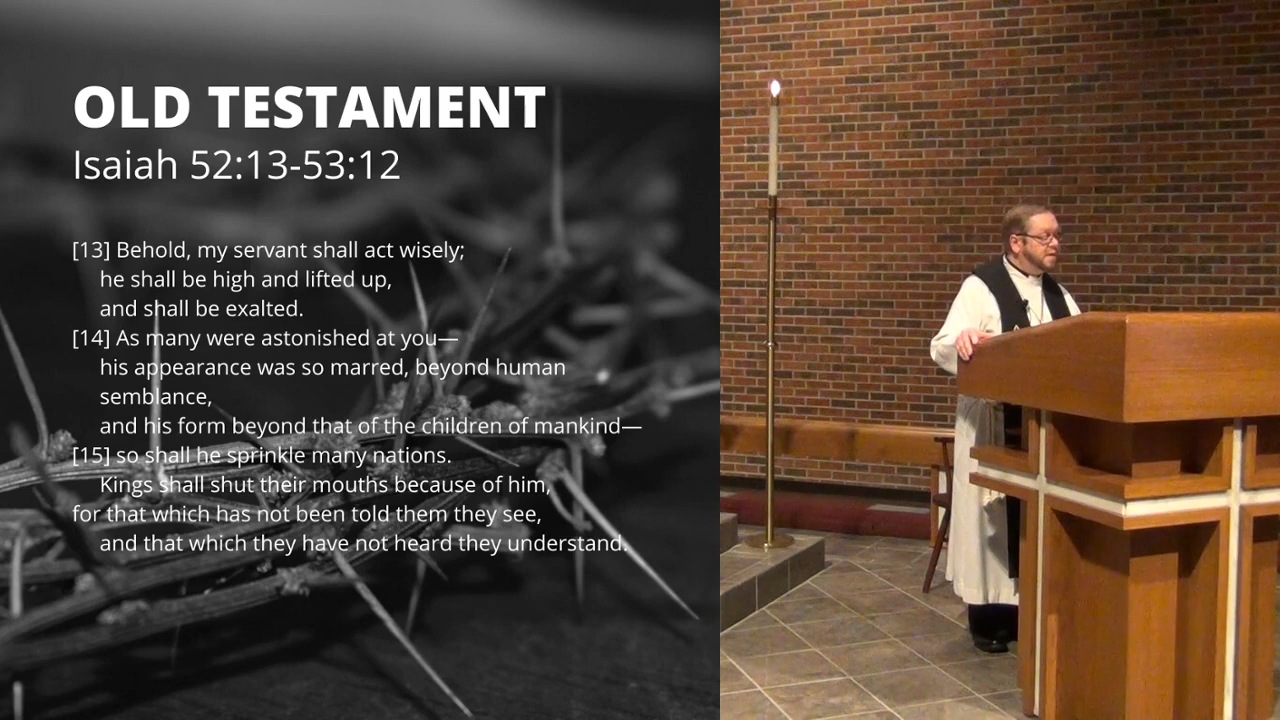 OLD TESTAMENT
Isaiah 52:13-53:12
[13] Behold, my servant shall act wisely;
he shall be high and lifted up,
and shall be exalted.
[14] As many were astonished at you—
his appearance was so marred, beyond human
semblance,
and his form beyond that of the children of mankind—
[15] so shall he sprinkle many nations.
Kings shall shut their mouths because of him,
for that which has not been told them they see,
and that which they have not heard they understand.